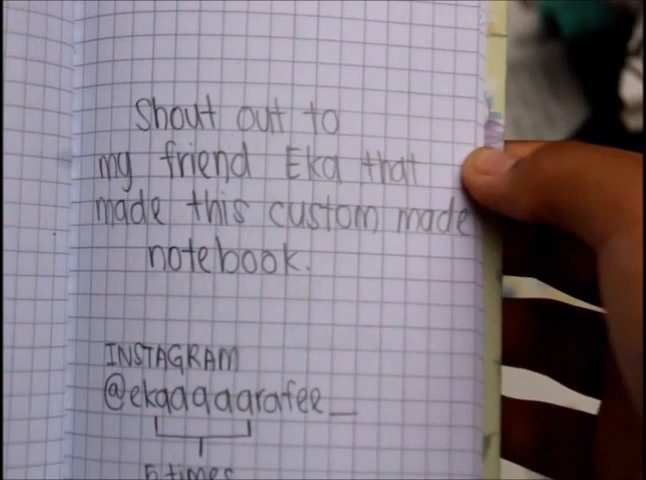 Shout out to
my friend Eka that
made this custom made
notebook.
INSTAGRAM
@ekaaaaarafee_
5 times